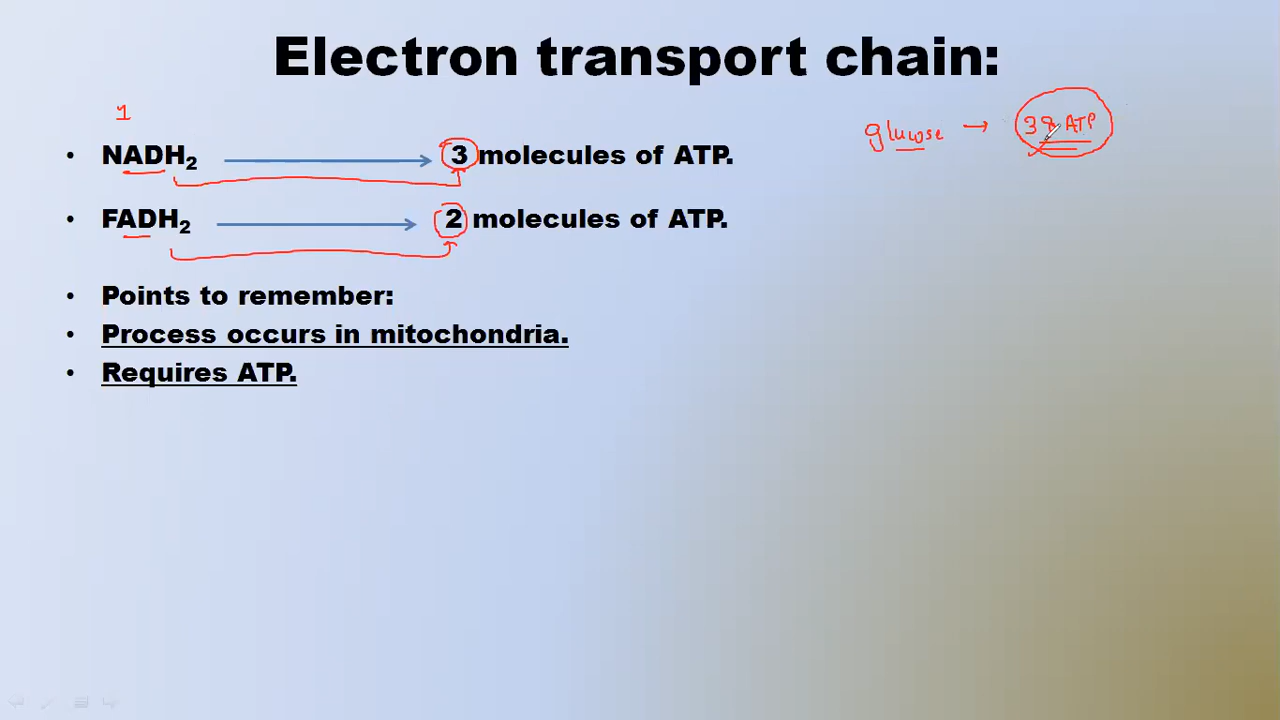 Electron transport chain:
1
glucose → 38 ATP
• NADH₂ → 3 molecules of ATP.
• FADH₂ → 2 molecules of ATP.
• Points to remember:
• Process occurs in mitochondria.
• Requires ATP.